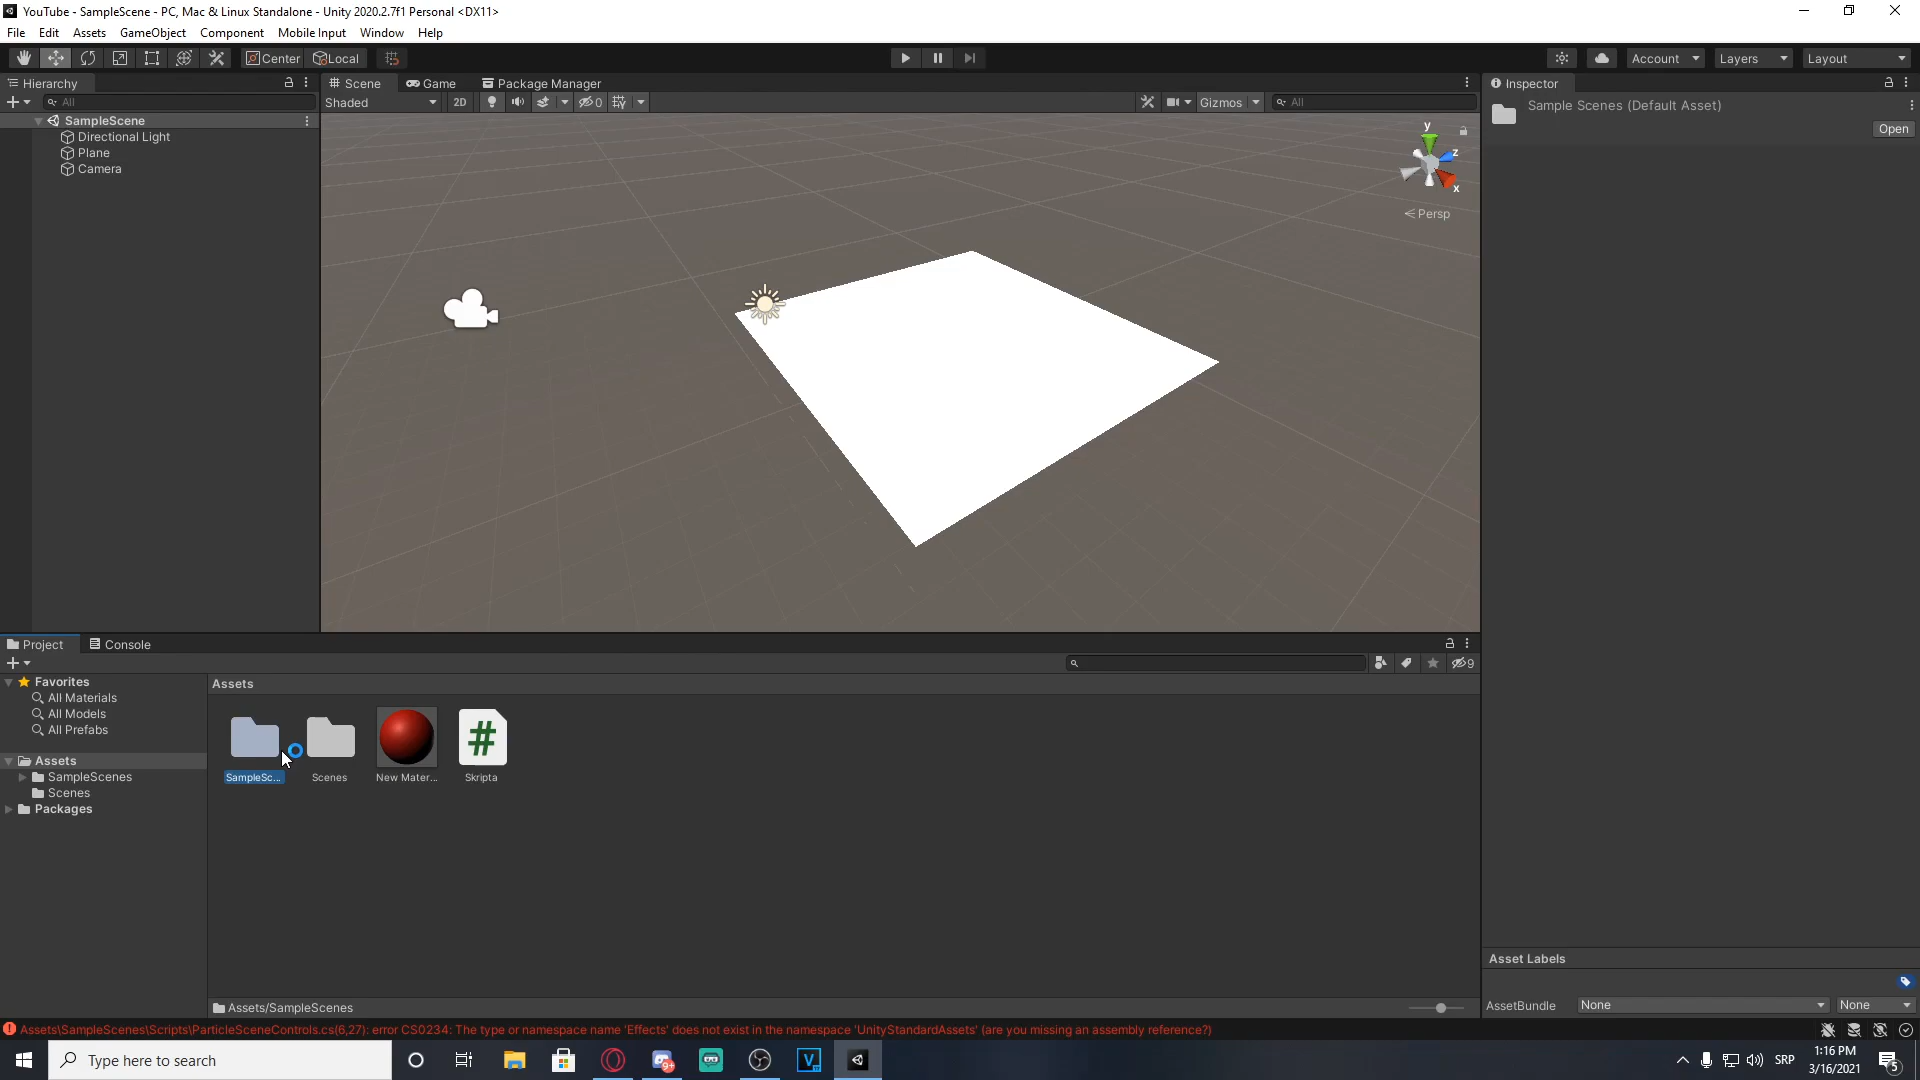 YouTube - SampleScene - PC, Mac & Linux Standalone - Unity 2020.2.7f1 Personal <DX11>
File Edit Assets GameObject Component Mobile Input Window Help
Center Local Account Layers Layout
Hierarchy Scene Game Package Manager Inspector
All Shaded 2D 0 Gizmos All
Sample Scenes (Default Asset)
Open
SampleScene
Directional Light
Plane
Camera
y
z
x
Persp
Project Console
9
Favorites
All Materials
All Models
All Prefabs
Assets
SampleScenes
Scenes
Packages
Assets
SampleSc... Scenes New Mater... Skripta
#
Assets/SampleScenes
Asset Labels
AssetBundle None None
Assets\SampleScenes\Scripts\ParticleSceneControls.cs(6,27): error CS0234: The type or namespace name 'Effects' does not exist in the namespace 'UnityStandardAssets' (are you missing an assembly reference?)
Type here to search
9+
V
SRP
1:16 PM
3/16/2021
5